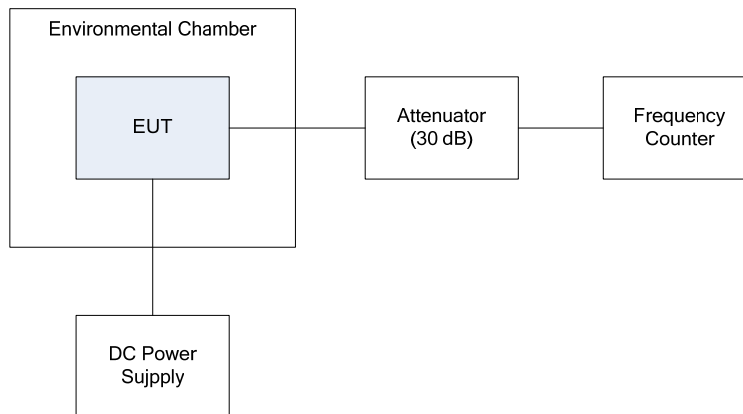 Environmental Chamber
EUT
Attenuator
(30 dB)
Frequency
Counter
DC Power
Sujpply